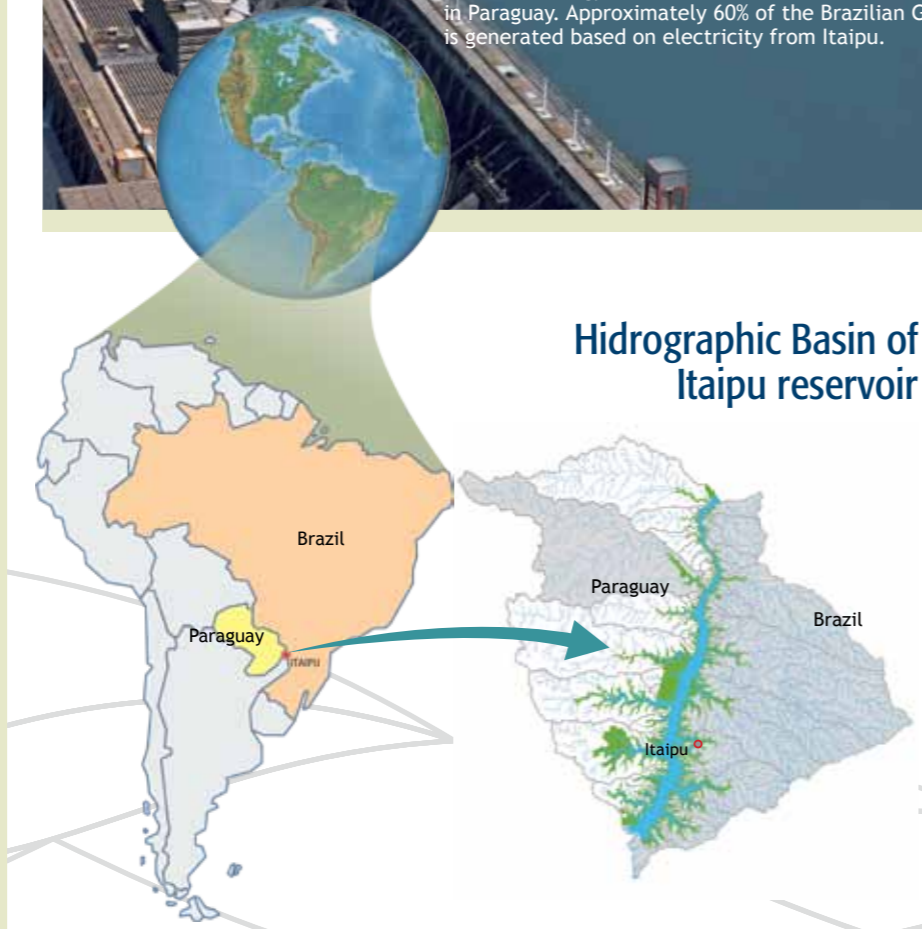 in Paraguay. Approximately 60% of the Brazilian G
is generated based on electricity from Itaipu.
Hidrographic Basin of
Itaipu reservoir
Brazil
Paraguay
ITAIPU
Paraguay
Brazil
Itaipu